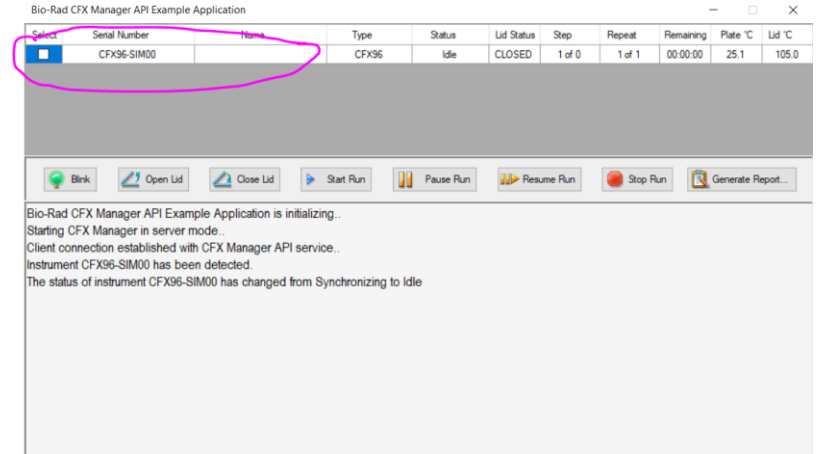 Bio-Rad CFX Manager API Example Application
Select Serial Number Name Type Status Lid Status Step Repeat Remaining Plate °C Lid °C
CFX96-SIM00 CFX96 Idle CLOSED 1 of 0 1 of 1 00:00:00 25.1 105.0
Blink Open Lid Close Lid Start Run Pause Run Resume Run Stop Run Generate Report...
Bio-Rad CFX Manager API Example Application is initializing..
Starting CFX Manager in server mode..
Client connection established with CFX Manager API service..
Instrument CFX96-SIM00 has been detected.
The status of instrument CFX96-SIM00 has changed from Synchronizing to Idle